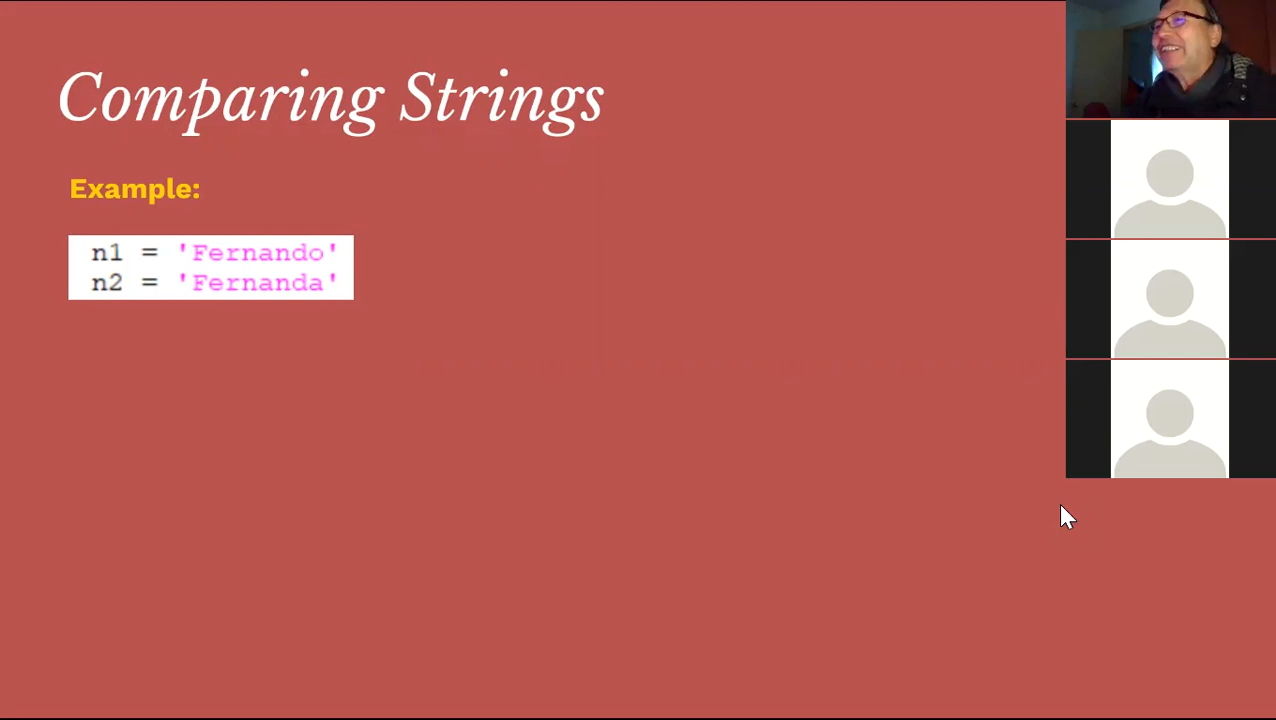 Comparing Strings
Example:
n1 = 'Fernando'
n2 = 'Fernanda'